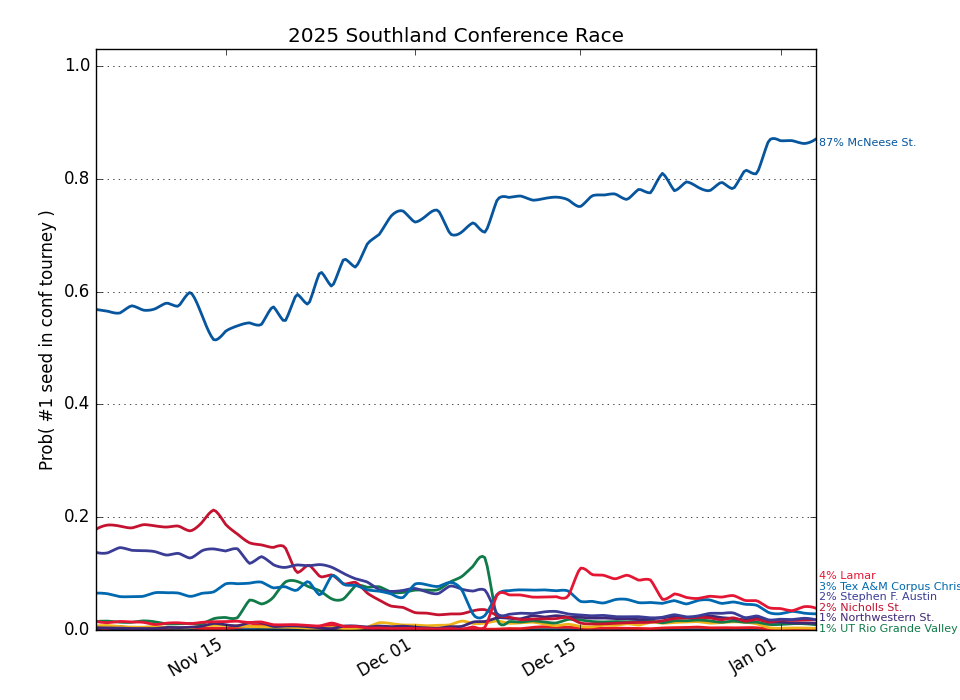 2025 Southland Conference Race
Prob( #1 seed in conf tourney )
1.0
0.8
0.6
0.4
0.2
0.0
Nov 15
Dec 01
Dec 15
Jan 01
87% McNeese St.
4% Lamar
3% Tex A&M Corpus Chris
2% Stephen F. Austin
2% Nicholls St.
1% Northwestern St.
1% UT Rio Grande Valley